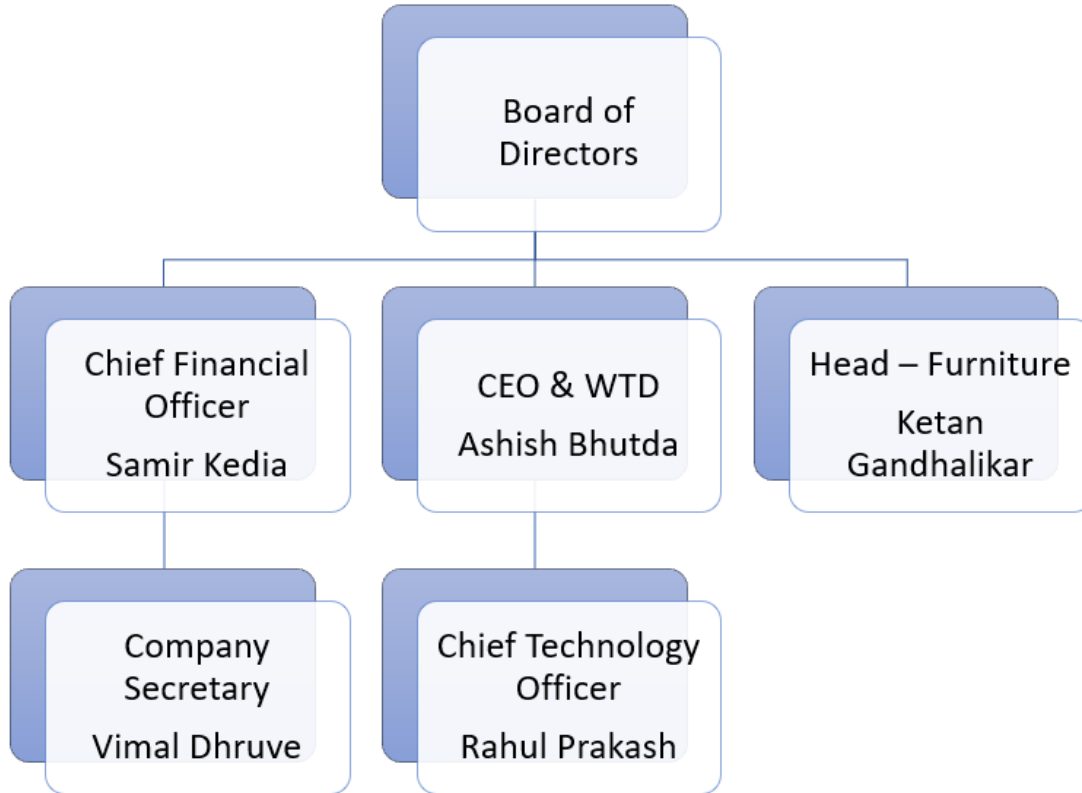 Board of
Directors
Chief Financial
Officer
Samir Kedia
CEO & WTD
Ashish Bhutda
Head – Furniture
Ketan
Gandhalikar
Company
Secretary
Vimal Dhruve
Chief Technology
Officer
Rahul Prakash